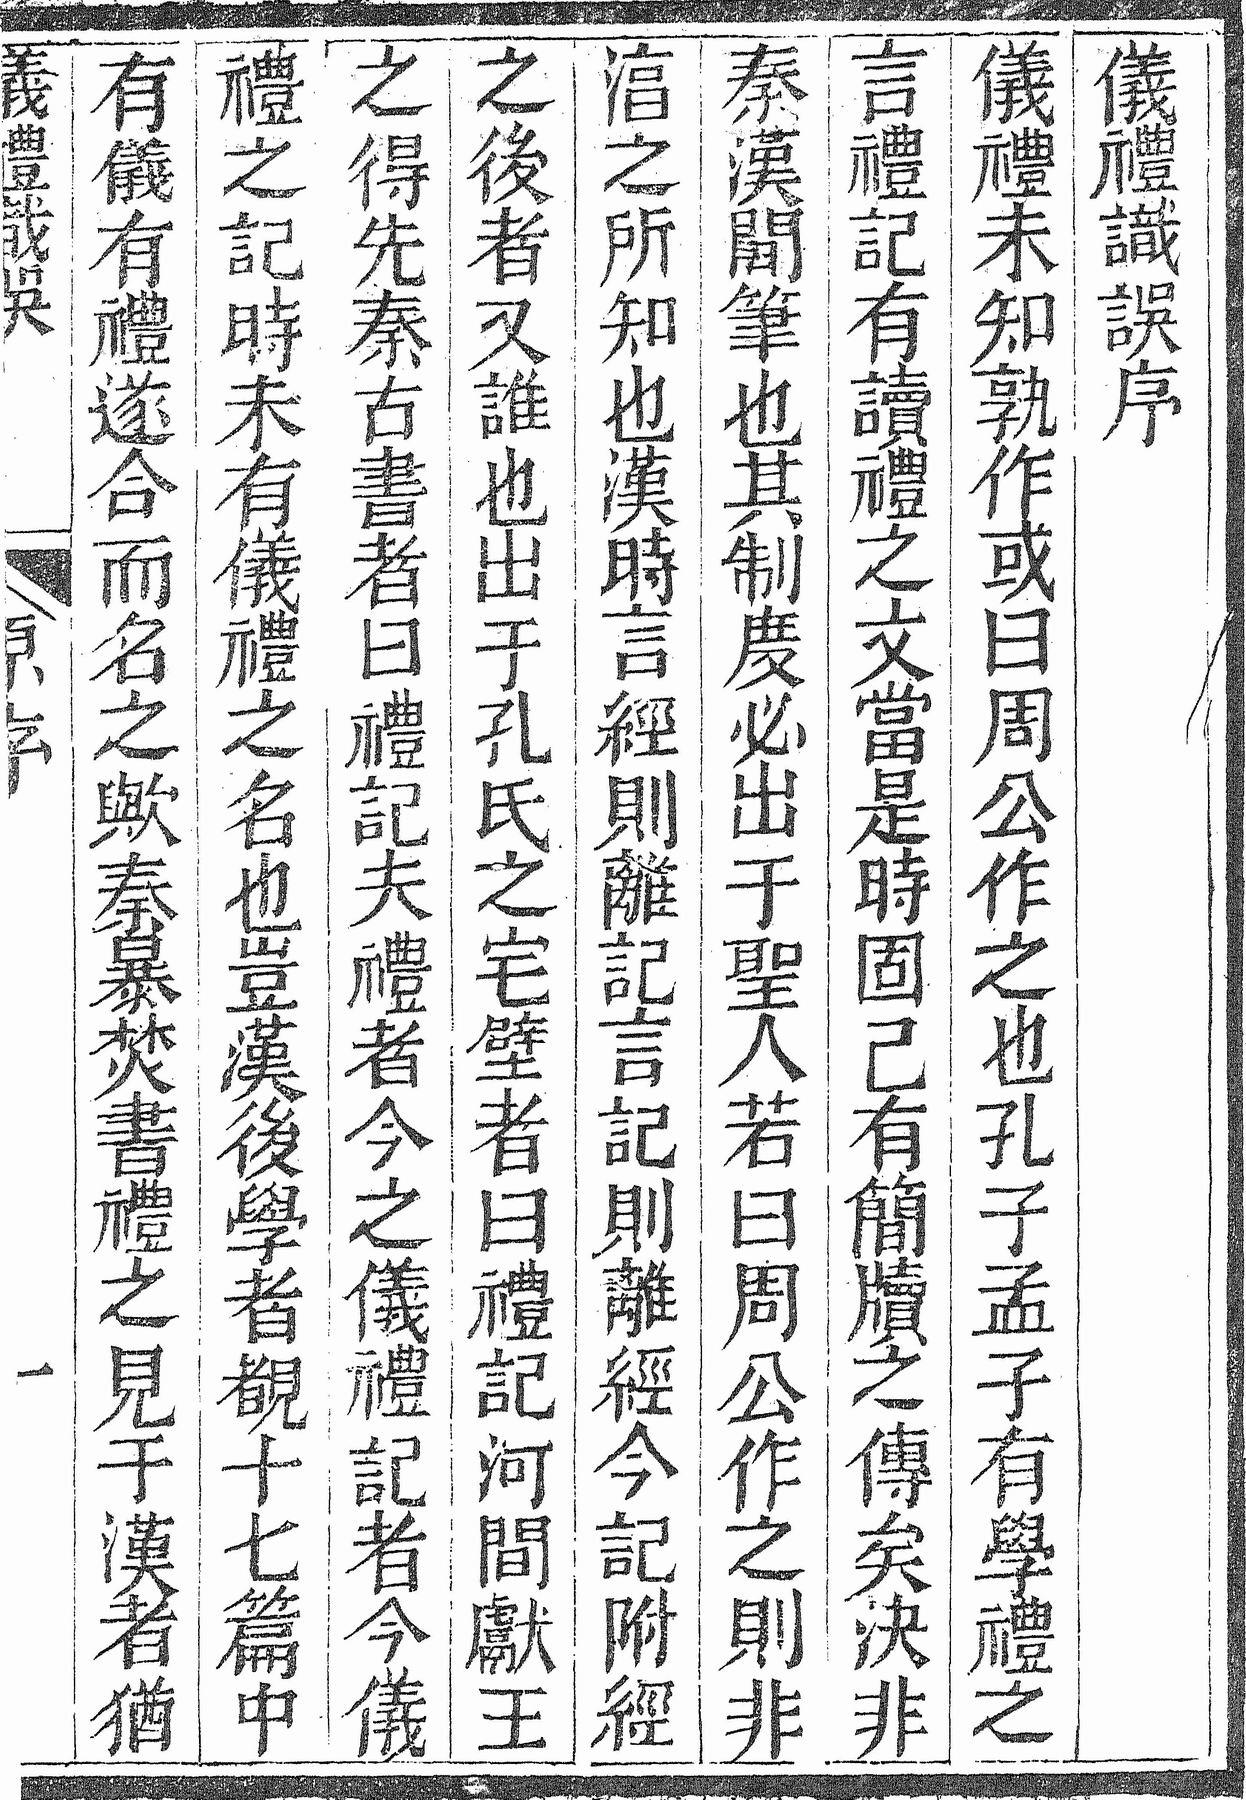 儀禮識誤序
儀禮未知孰作或曰周公作之也孔子孟子有學禮之
言禮記有讀禮之文當是時固己有簡牘之傳矣決非
秦漢間筆也其制度必出于聖人若曰周公作之則非
淐之所知也漢時言經則離記言記則離經今記附經
之後者又誰也出于孔氏之宅壁者曰禮記河間獻王
之得先秦古書者曰禮記夫禮者今之儀禮記者今儀
禮之記時未有儀禮之名也豈漢後學者覩十七篇中
有儀有禮遂合而名之歟秦暴焚書禮之見于漢者猶
儀禮識誤
原序
一